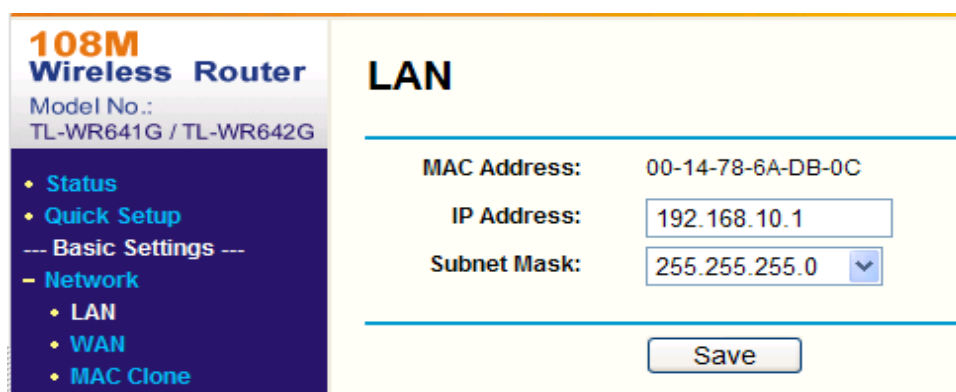 108M
Wireless Router
Model No.:
TL-WR641G / TL-WR642G
• Status
• Quick Setup
--- Basic Settings ---
– Network
• LAN
• WAN
• MAC Clone
LAN
MAC Address: 00-14-78-6A-DB-0C
IP Address: 192.168.10.1
Subnet Mask: 255.255.255.0
Save